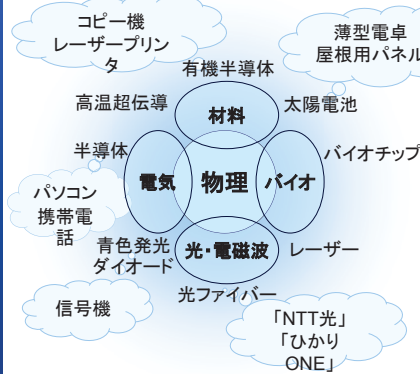 コピー機
レーザープリン
タ
薄型電卓
屋根用パネル
有機半導体
高温超伝導
材料
太陽電池
半導体
バイオチップ
電気
物理
バイオ
パソコン
携帯電
話
青色発光
ダイオード
光・電磁波
レーザー
光ファイバー
信号機
「NTT光」
「ひかり
ONE」